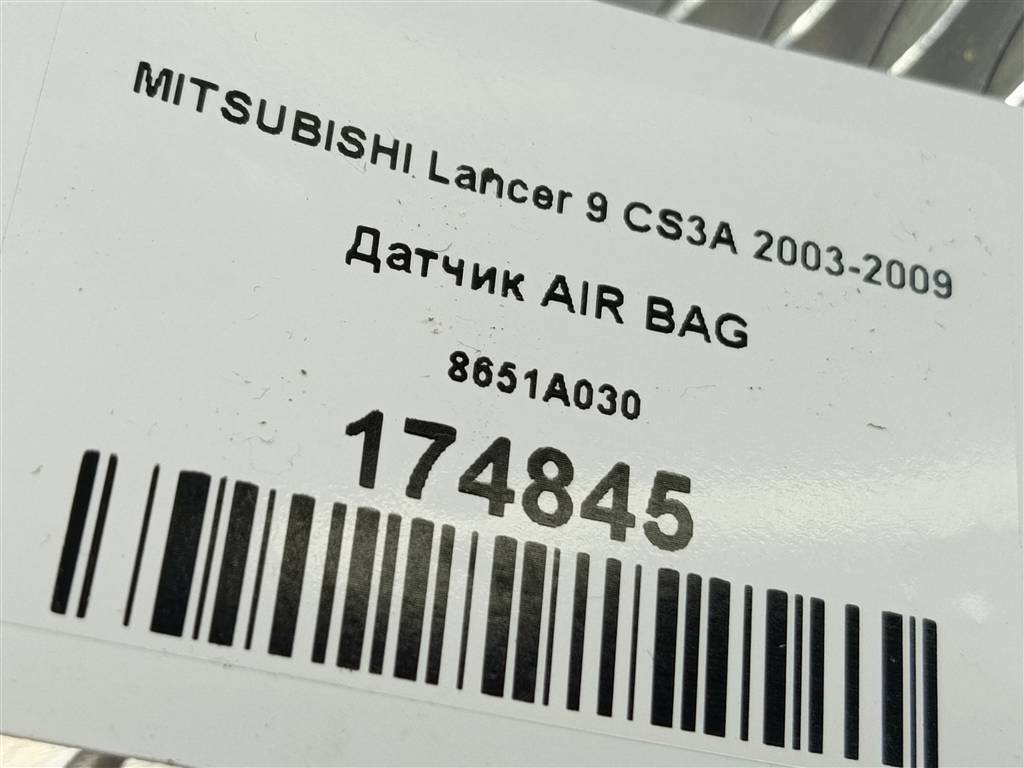 MITSUBISHI Lancer 9 CS3A 2003-2009
Датчик AIR BAG
8651A030
174845